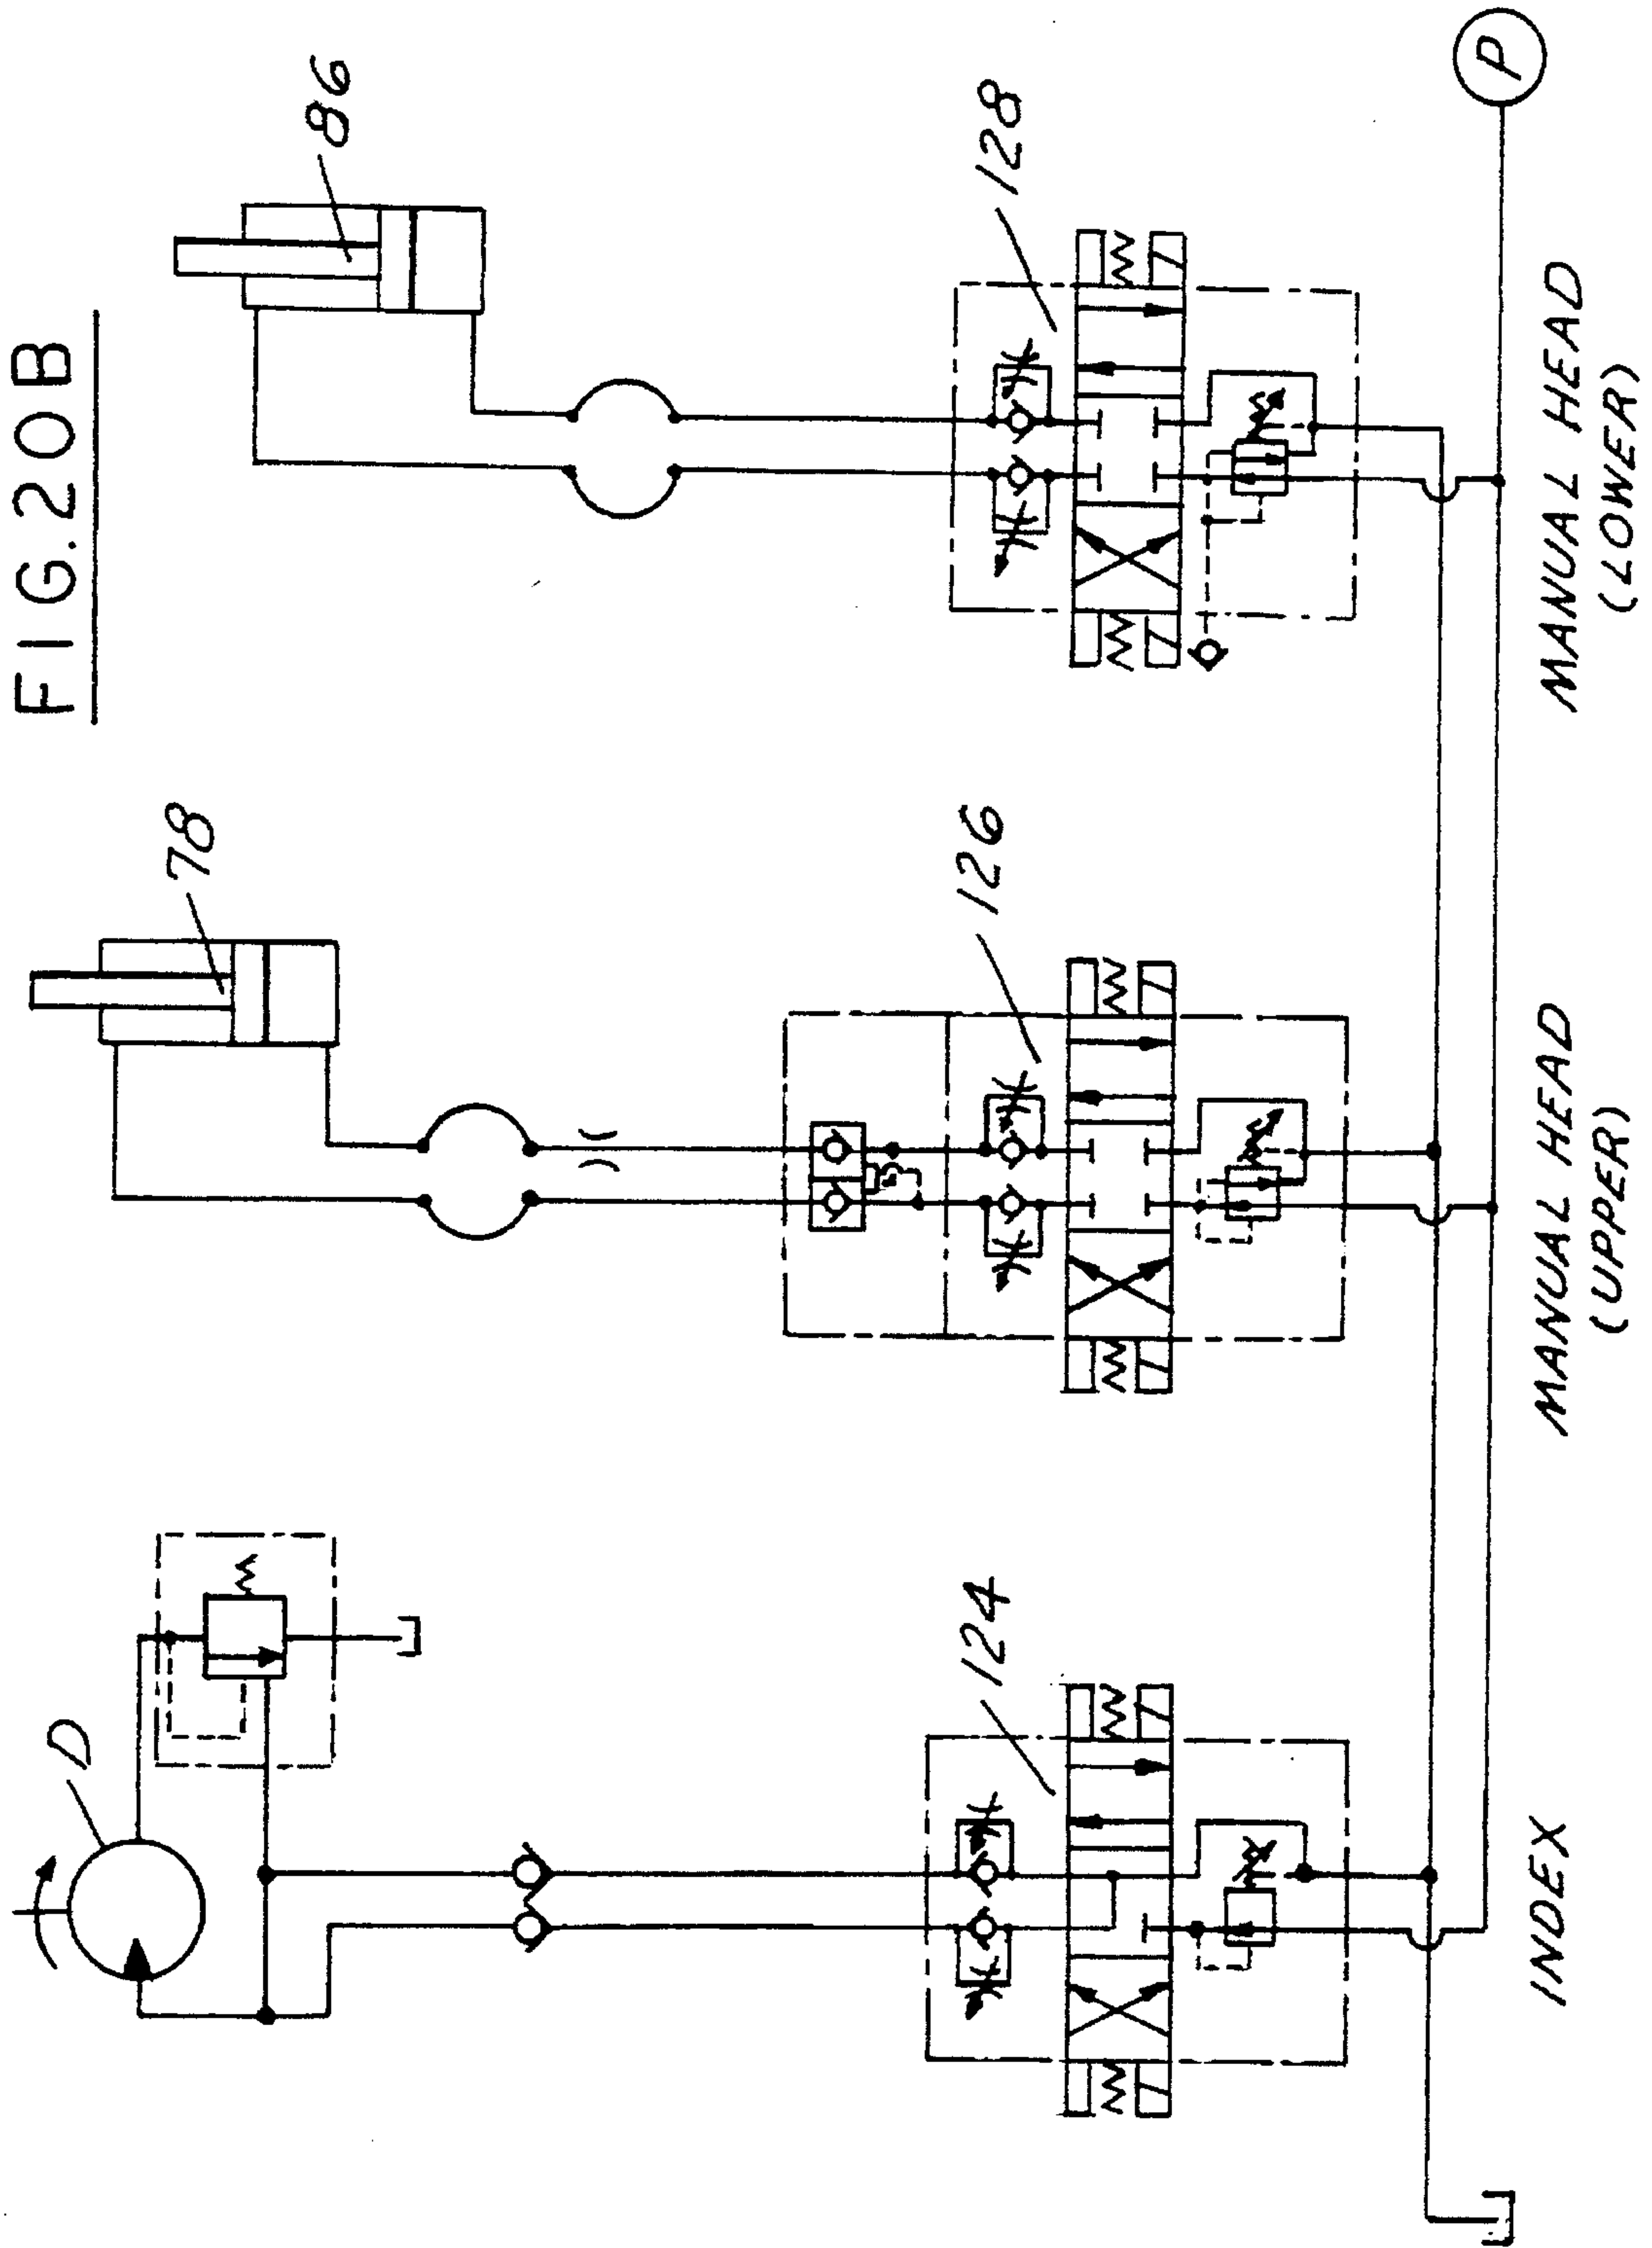 FIG. 20B
D
78
86
124
126
128
P
INDEX
MANUAL HEAD
(UPPER)
MANUAL HEAD
(LOWER)